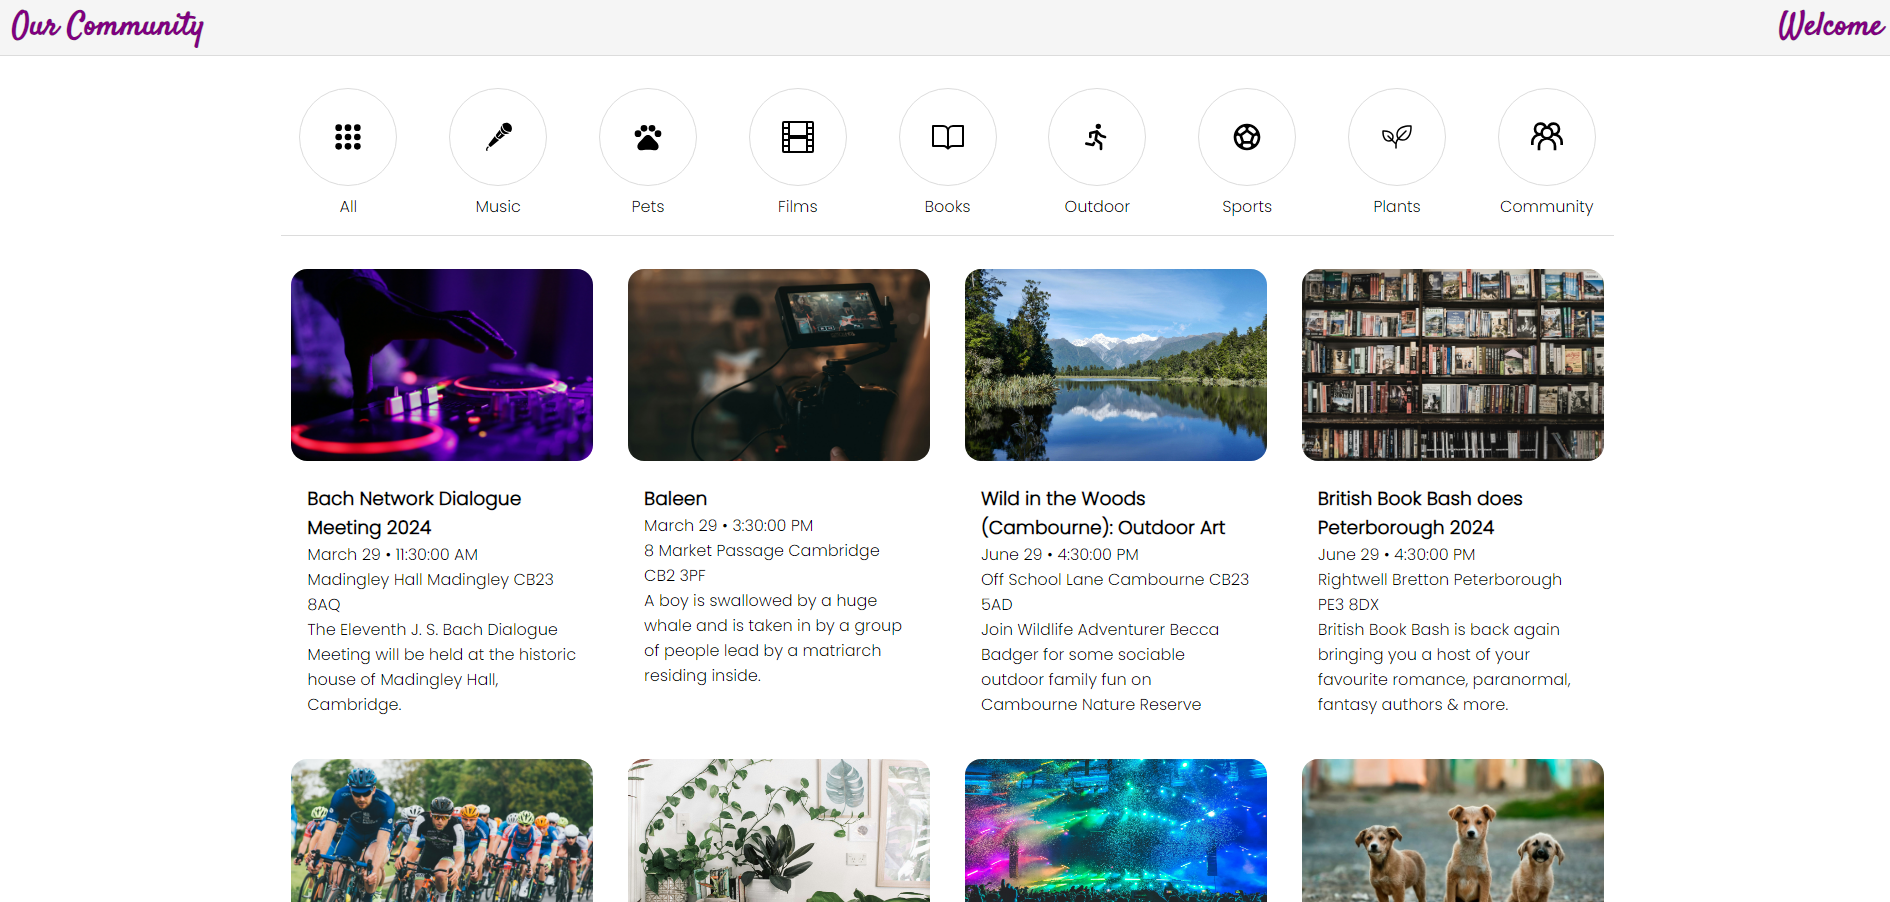 Our Community
Welcome
All
Music
Pets
Films
Books
Outdoor
Sports
Plants
Community
Bach Network Dialogue
Meeting 2024
March 29 • 11:30:00 AM
Madingley Hall Madingley CB23
8AQ
The Eleventh J. S. Bach Dialogue
Meeting will be held at the historic
house of Madingley Hall,
Cambridge.
Baleen
March 29 • 3:30:00 PM
8 Market Passage Cambridge
CB2 3PF
A boy is swallowed by a huge
whale and is taken in by a group
of people lead by a matriarch
residing inside.
Wild in the Woods
(Cambourne): Outdoor Art
June 29 • 4:30:00 PM
Off School Lane Cambourne CB23
5AD
Join Wildlife Adventurer Becca
Badger for some sociable
outdoor family fun on
Cambourne Nature Reserve
British Book Bash does
Peterborough 2024
June 29 • 4:30:00 PM
Rightwell Bretton Peterborough
PE3 8DX
British Book Bash is back again
bringing you a host of your
favourite romance, paranormal,
fantasy authors & more.